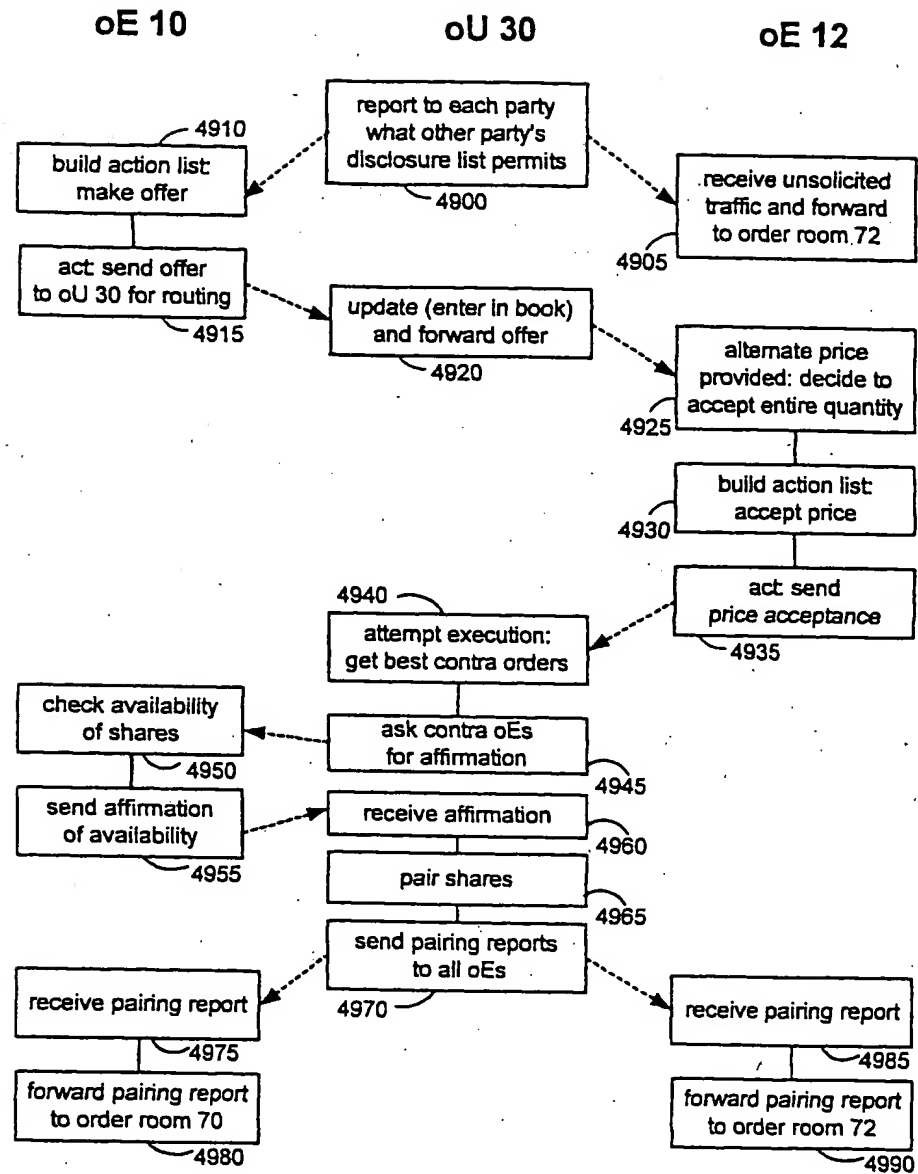 oE 10
oU 30
oE 12
report to each party
what other party's
disclosure list permits
4900
4910
build action list:
make offer
receive unsolicited
traffic and forward
to order room 72
4905
act: send offer
to oU 30 for routing
4915
update (enter in book)
and forward offer
4920
alternate price
provided: decide to
accept entire quantity
4925
build action list:
accept price
4930
act: send
price acceptance
4935
4940
attempt execution:
get best contra orders
ask contra oEs
for affirmation
4945
check availability
of shares
4950
send affirmation
of availability
4955
receive affirmation
4960
pair shares
4965
send pairing reports
to all oEs
4970
receive pairing report
4975
forward pairing report
to order room 70
4980
receive pairing report
4985
forward pairing report
to order room 72
4990